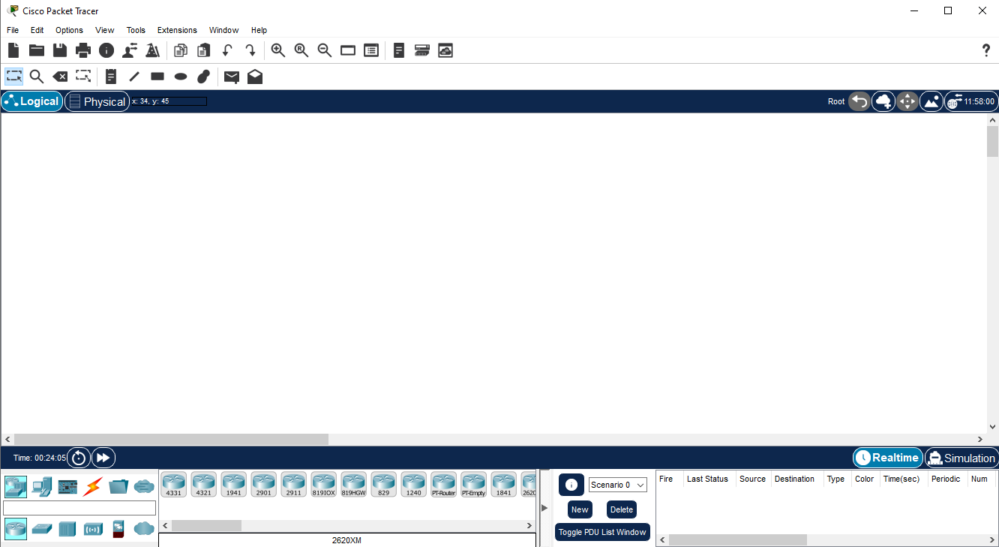 Cisco Packet Tracer
File Edit Options View Tools Extensions Window Help
?
Logical Physical x: 34, y: 45 Root 11:58:00
Time: 00:24:05 Realtime Simulation
4331 4321 1941 2901 2911 819IOX 819HGW 829 1240 PT-Router PT-Empty 1841 2620
Scenario 0
Fire Last Status Source Destination Type Color Time(sec) Periodic Num
New Delete
Toggle PDU List Window
2620XM